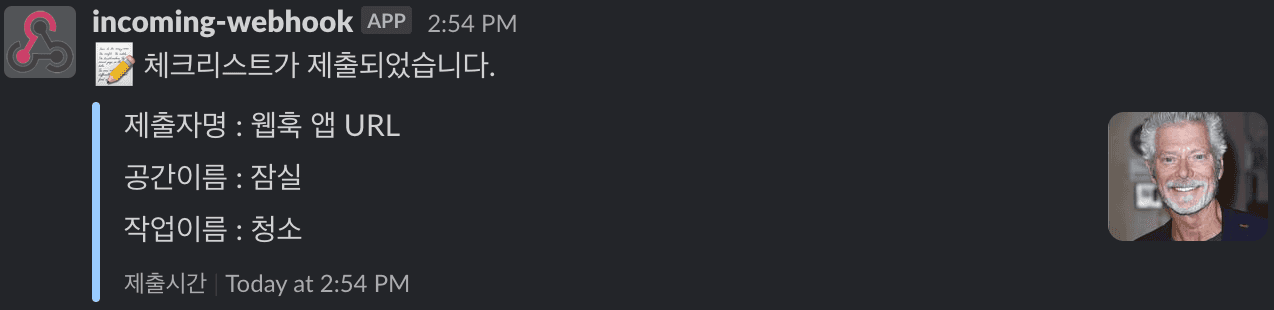 incoming-webhook APP 2:54 PM
체크리스트가 제출되었습니다.
제출자명 : 웹훅 앱 URL
공간이름 : 잠실
작업이름 : 청소
제출시간 | Today at 2:54 PM